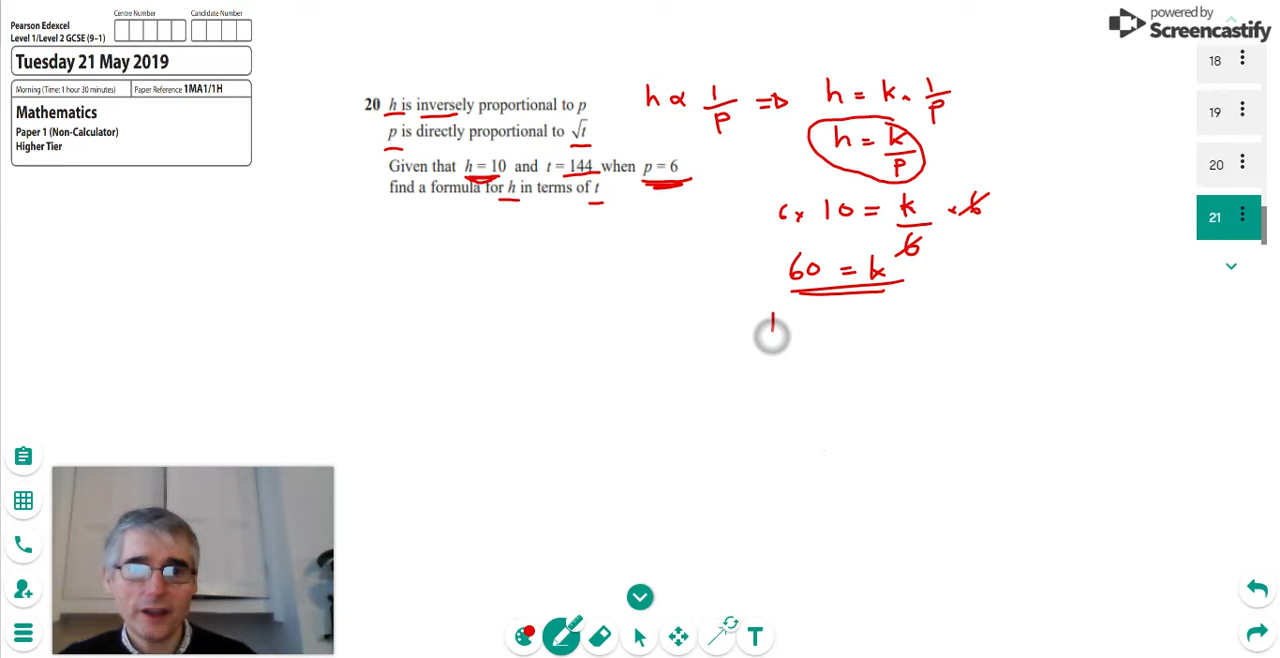 Pearson Edexcel
Level 1/Level 2 GCSE (9–1)
Centre Number
Candidate Number
Tuesday 21 May 2019
Morning (Time: 1 hour 30 minutes)
Paper Reference 1MA1/1H
Mathematics
Paper 1 (Non-Calculator)
Higher Tier
20 h is inversely proportional to p
p is directly proportional to √t
Given that h = 10 and t = 144 when p = 6
find a formula for h in terms of t
h ∝ 1/p ⇒ h = k × 1/p
h = k/p
6 × 10 = k/6 × 6
60 = k
powered by
Screencastify
18
19
20
21
T